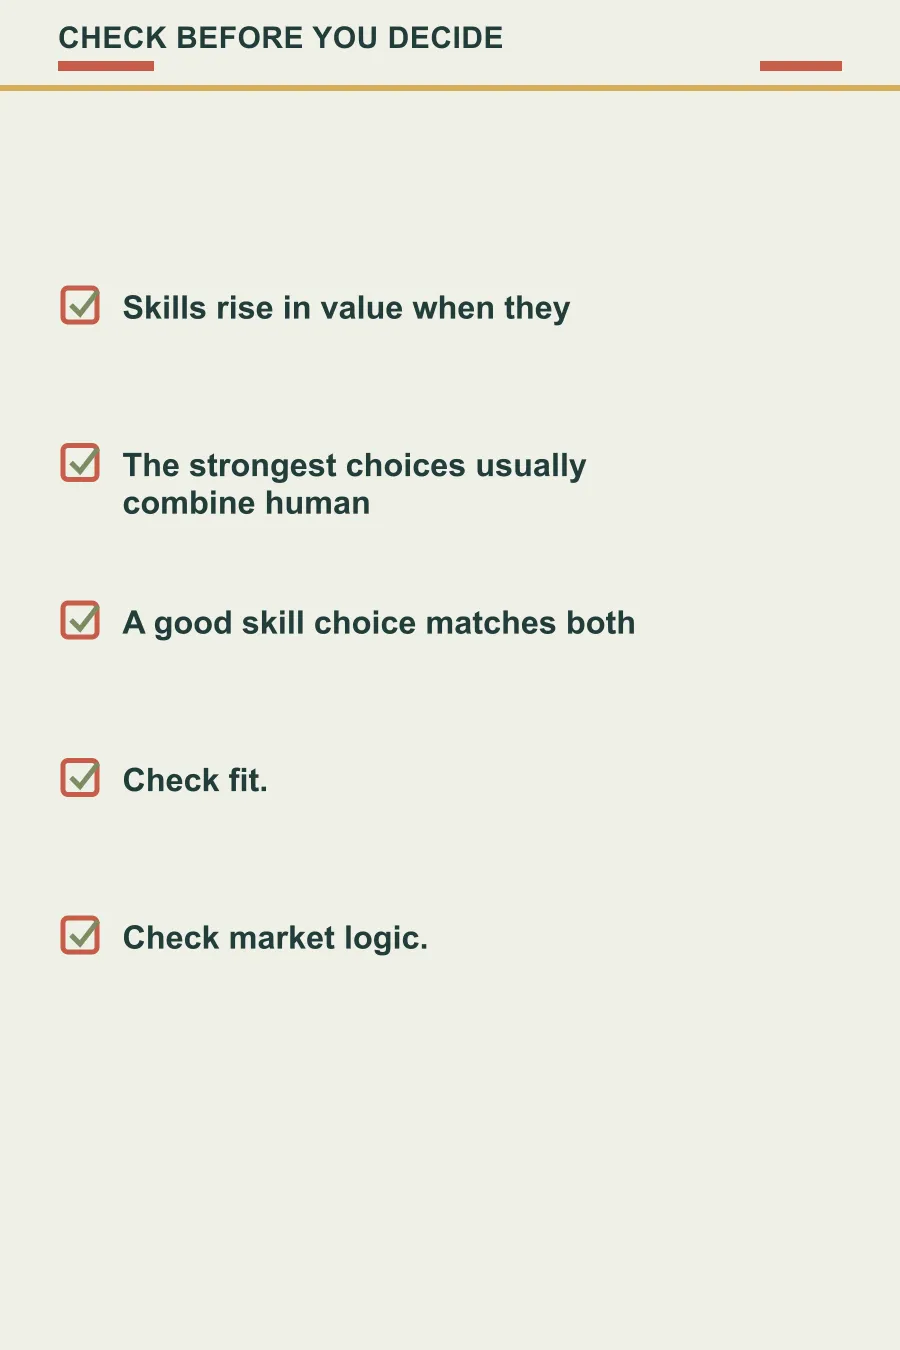 CHECK BEFORE YOU DECIDE
Skills rise in value when they
The strongest choices usually
combine human
A good skill choice matches both
Check fit.
Check market logic.